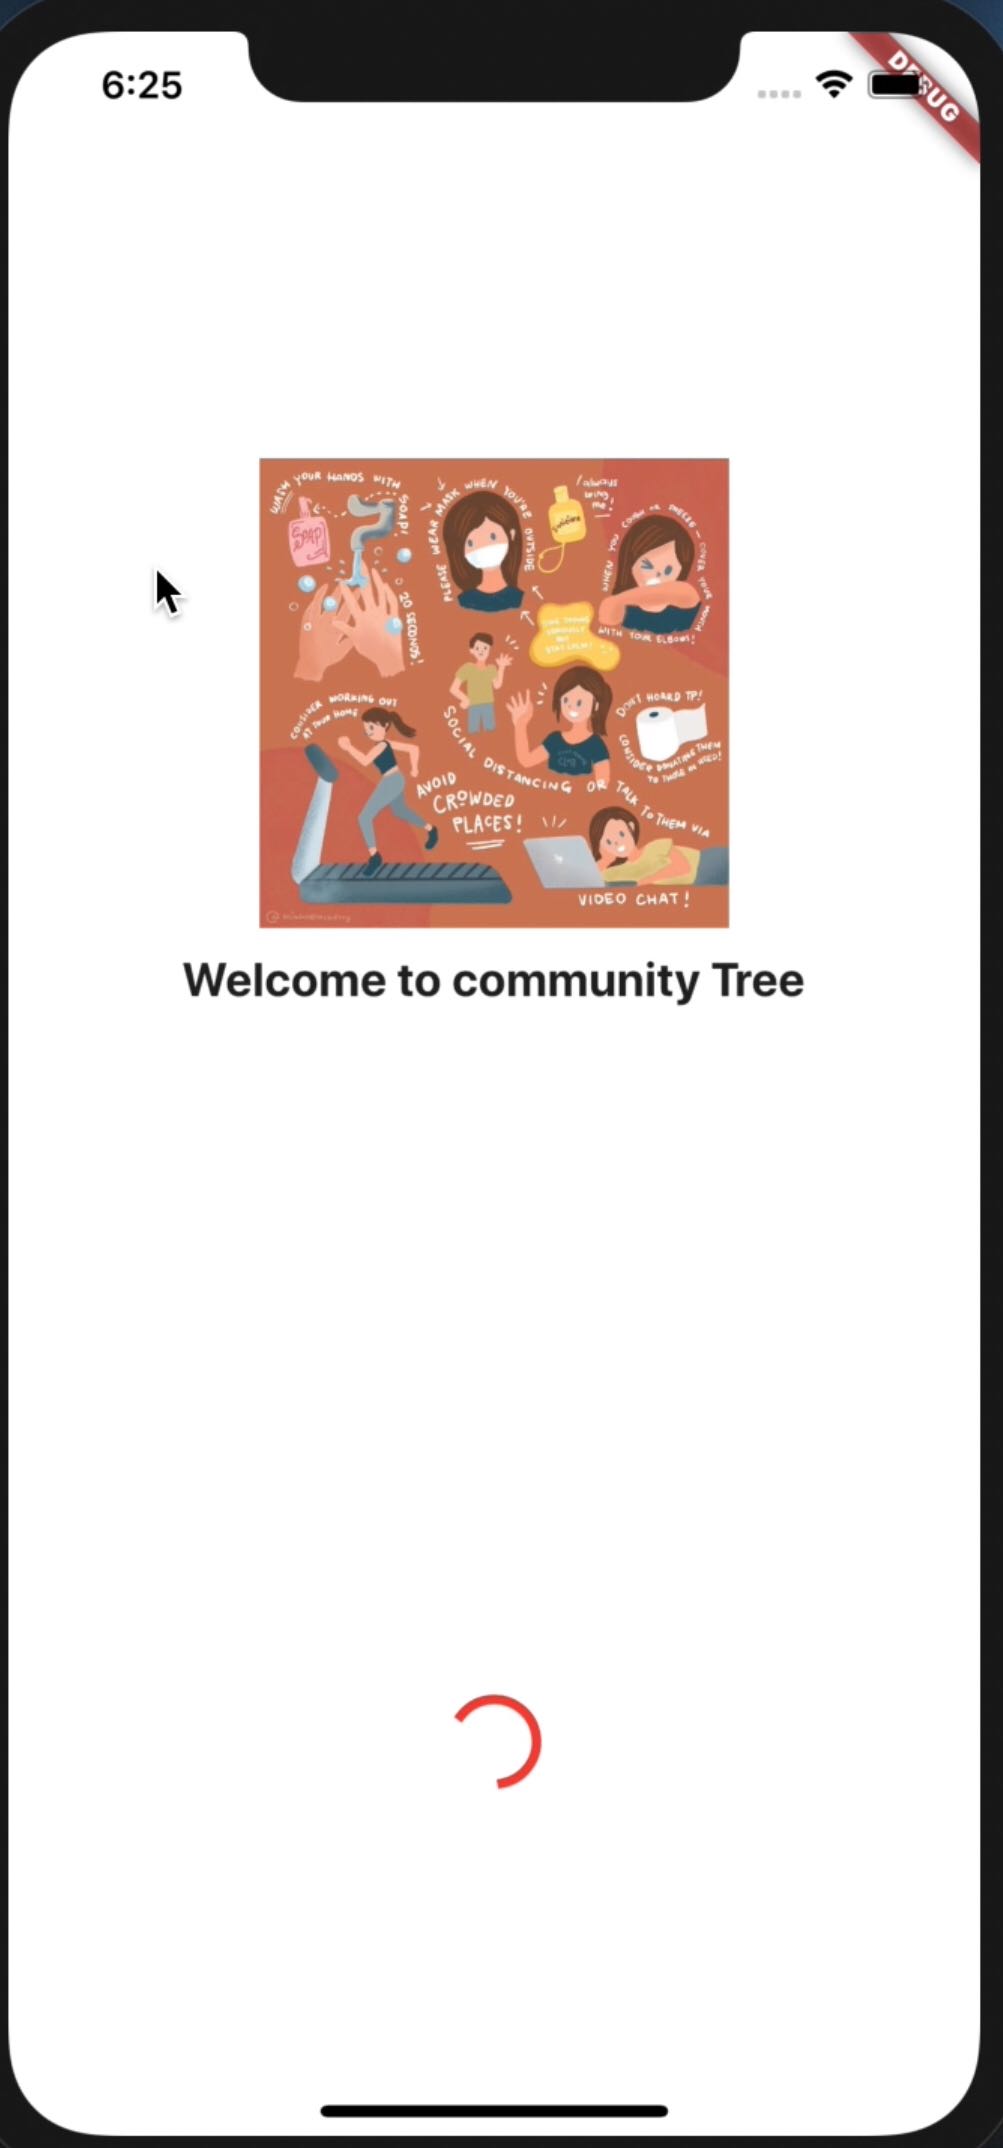 6:25
DEBUG
WASH YOUR HANDS WITH SOAP!
20 SECONDS!
SOAP
PLEASE WEAR MASK WHEN YOU'RE OUTSIDE
always
bring
me!
WHEN YOU COUGH OR SNEEZE – COVER YOUR MOUTH
WITH YOUR ELBOWS!
CONSIDER WORKING OUT
AT YOUR HOME
SOCIAL DISTANCING OR TALK TO THEM VIA
VIDEO CHAT!
DON'T HOARD TP!
CONSIDER DONATING THEM
TO THOSE IN NEED!
AVOID
CROWDED
PLACES!
Welcome to community Tree